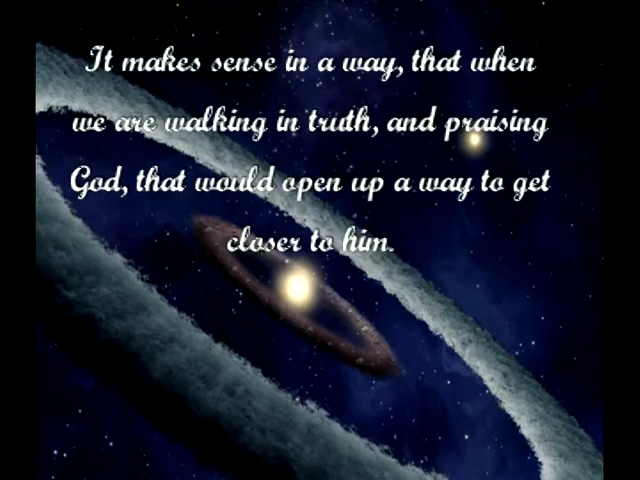 It makes sense in a way, that when
we are walking in truth, and praising
God, that would open up a way to get
closer to him.